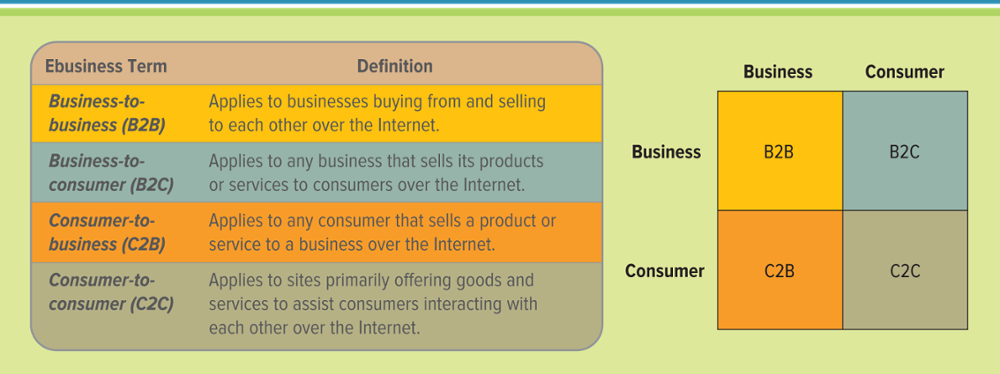 Ebusiness Term Definition
Business-to-
business (B2B)
Applies to businesses buying from and selling
to each other over the Internet.
Business-to-
consumer (B2C)
Applies to any business that sells its products
or services to consumers over the Internet.
Consumer-to-
business (C2B)
Applies to any consumer that sells a product or
service to a business over the Internet.
Consumer-to-
consumer (C2C)
Applies to sites primarily offering goods and
services to assist consumers interacting with
each other over the Internet.
Business Consumer
Business B2B B2C
Consumer C2B C2C